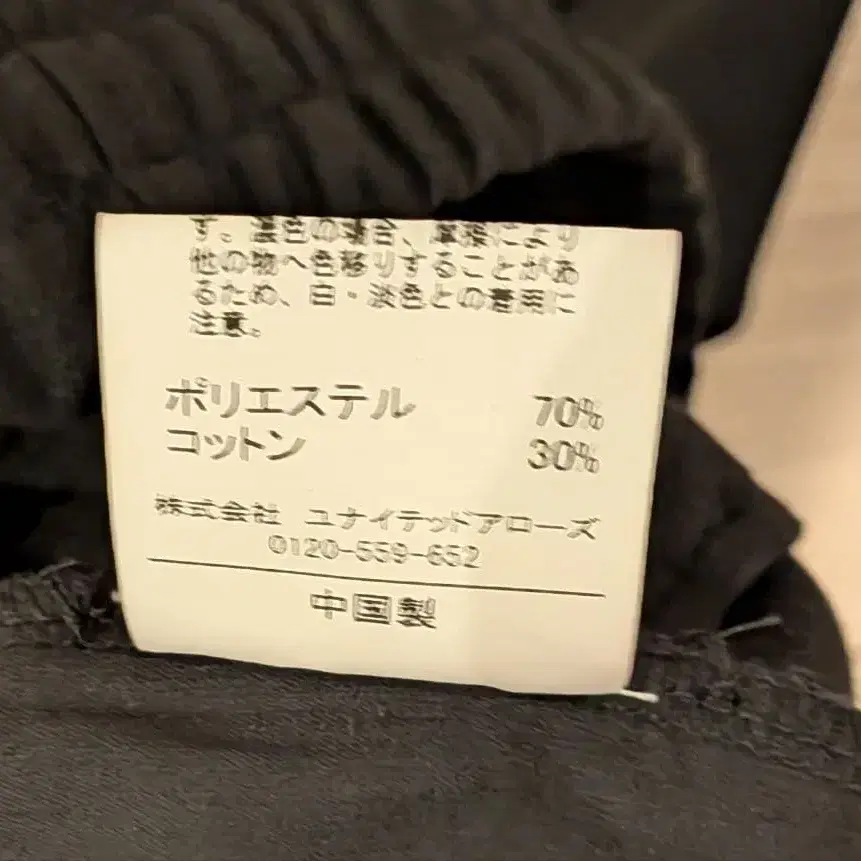 す。濃色の場合、摩擦により
他の物へ色移りすることがあ
るため、白・淡色との着用に
注意。
ポリエステル 70%
コットン 30%
株式会社 ユナイテッドアローズ
0120-559-652
中国製